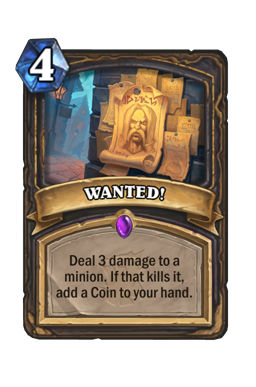 4
WANTED!
Deal 3 damage to a
minion. If that kills it,
add a Coin to your hand.